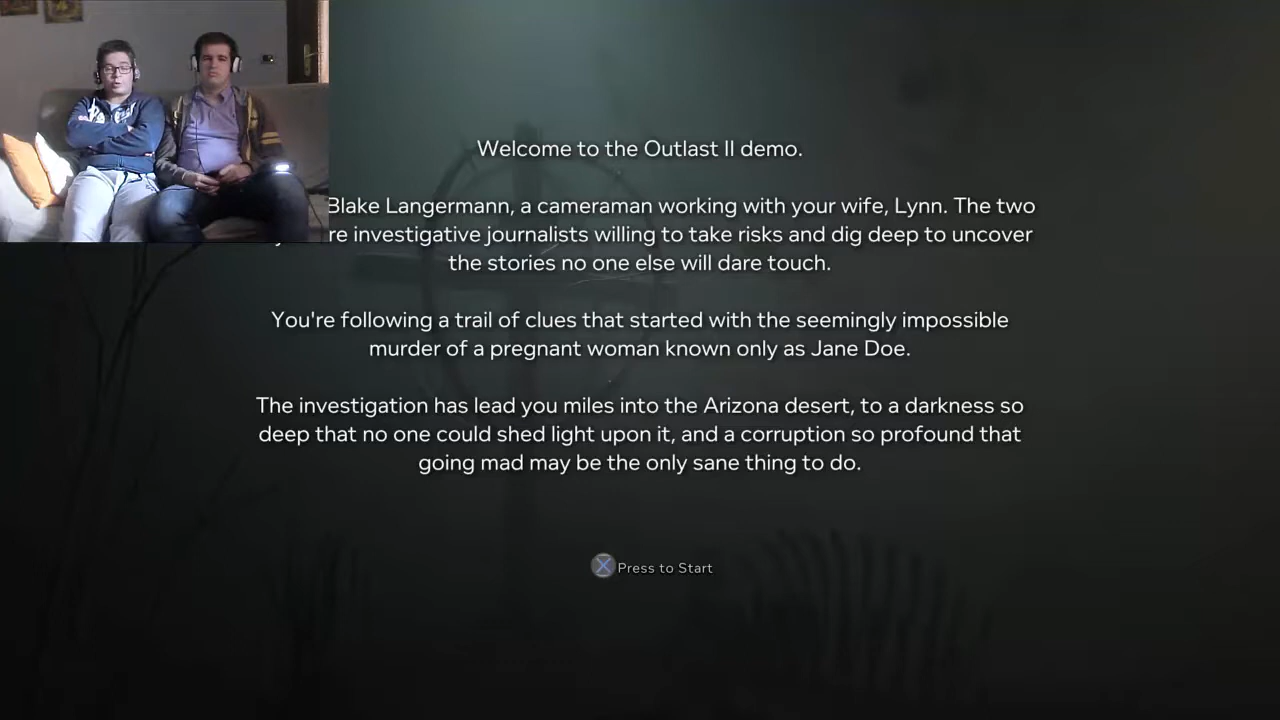 Welcome to the Outlast II demo.
Blake Langermann, a cameraman working with your wife, Lynn. The two
re investigative journalists willing to take risks and dig deep to uncover
the stories no one else will dare touch.
You're following a trail of clues that started with the seemingly impossible
murder of a pregnant woman known only as Jane Doe.
The investigation has lead you miles into the Arizona desert, to a darkness so
deep that no one could shed light upon it, and a corruption so profound that
going mad may be the only sane thing to do.
Press to Start